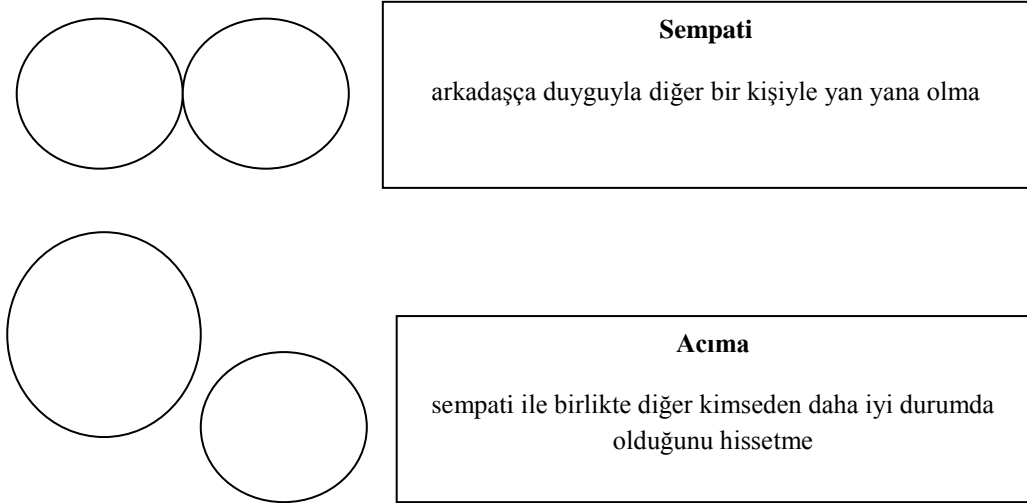 Sempati
arkadaşça duyguyla diğer bir kişiyle yan yana olma
Acıma
sempati ile birlikte diğer kimseden daha iyi durumda
olduğunu hissetme